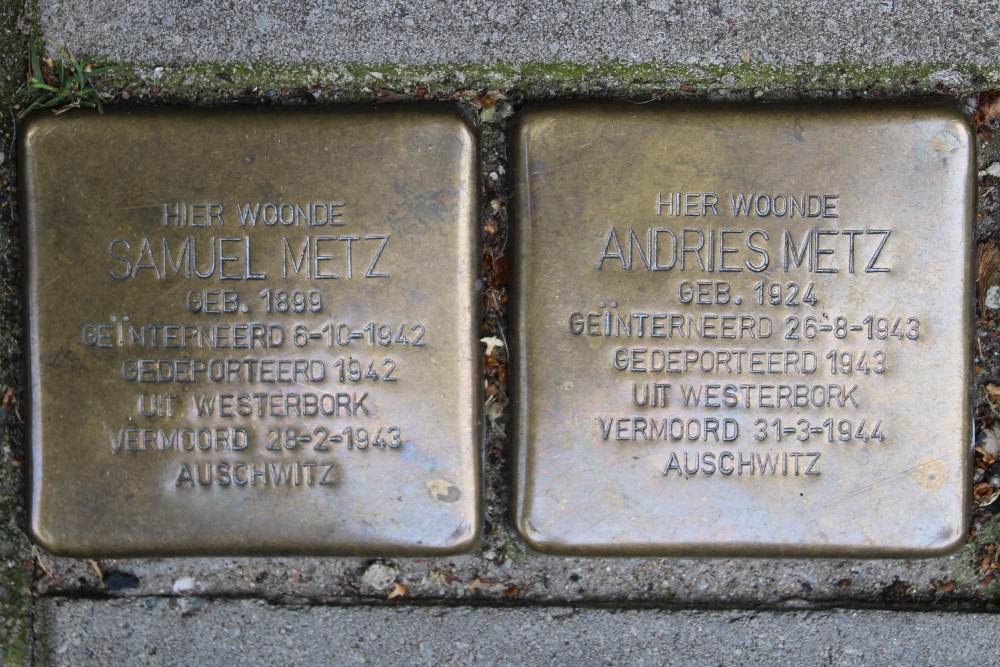 HIER WOONDE
SAMUEL METZ
GEB. 1899
GEÏNTERNEERD 6-10-1942
GEDEPORTEERD 1942
UIT WESTERBORK
VERMOORD 28-2-1943
AUSCHWITZ
HIER WOONDE
ANDRIES METZ
GEB. 1924
GEÏNTERNEERD 26-8-1943
GEDEPORTEERD 1943
UIT WESTERBORK
VERMOORD 31-3-1944
AUSCHWITZ